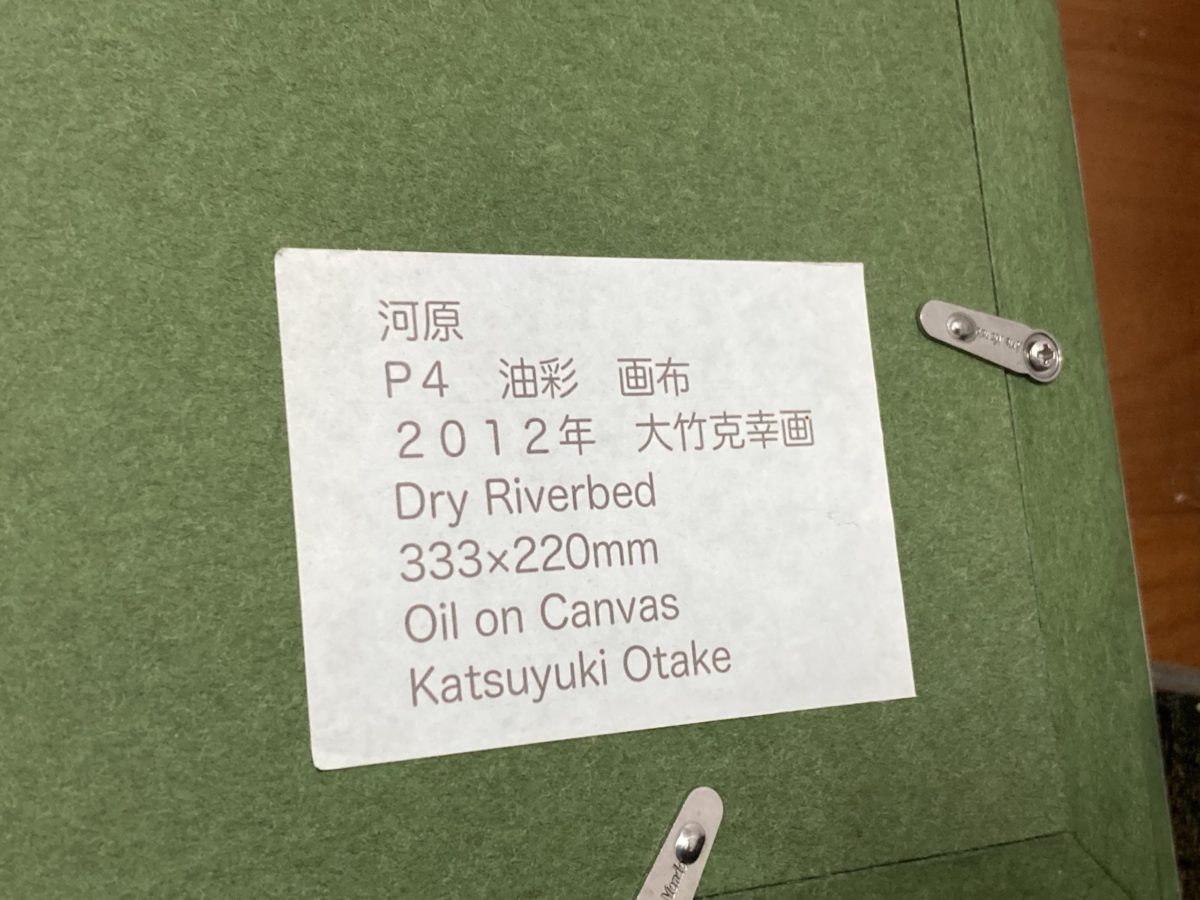 河原
P4　油彩　画布
２０１２年　大竹克幸画
Dry Riverbed
333×220mm
Oil on Canvas
Katsuyuki Otake